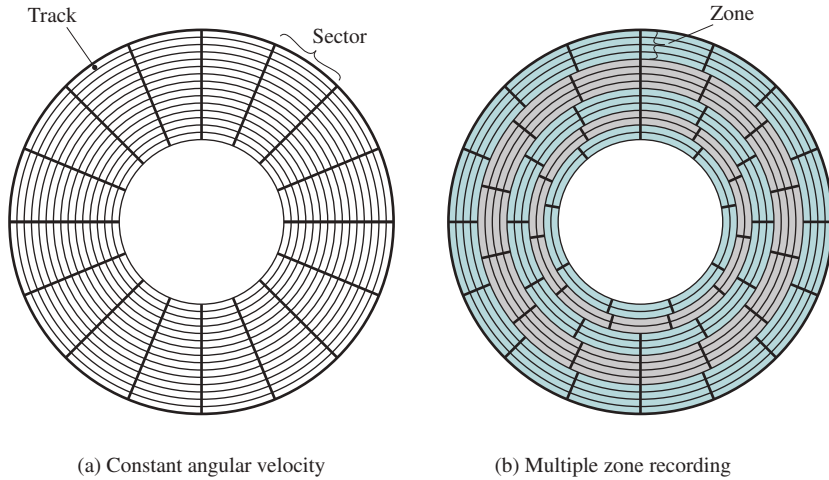 Track
Sector
Zone
(a) Constant angular velocity
(b) Multiple zone recording